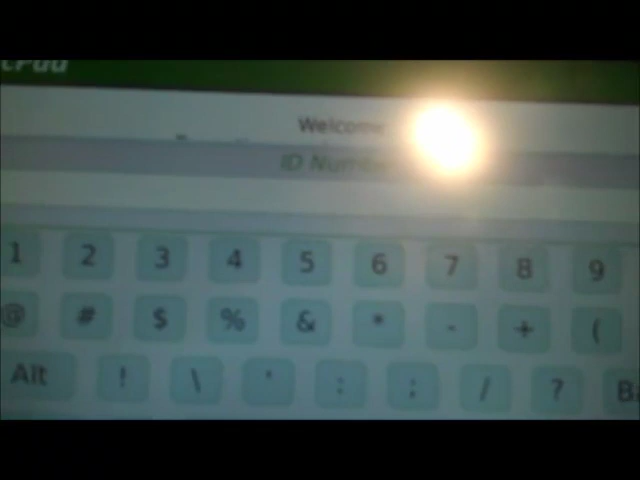 Welcome
ID Number
1 2 3 4 5 6 7 8 9
@ # $ % & * - + (
Alt ! \ ' : ; / ?